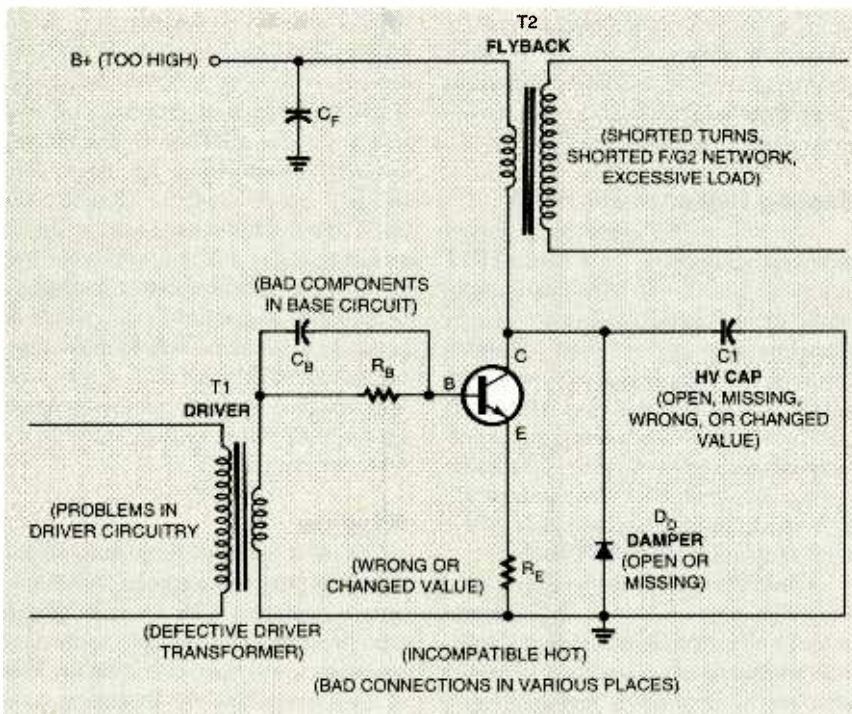 T2
FLYBACK
B+ (TOO HIGH)
CF
(SHORTED TURNS,
SHORTED F/G2 NETWORK,
EXCESSIVE LOAD)
(BAD COMPONENTS
IN BASE CIRCUIT)
CB
RB
B
C
E
C1
HV CAP
(OPEN, MISSING,
WRONG, OR CHANGED
VALUE)
T1
DRIVER
(PROBLEMS IN
DRIVER CIRCUITRY
(WRONG OR
CHANGED VALUE)
RE
DD
DAMPER
(OPEN OR
MISSING)
(DEFECTIVE DRIVER
TRANSFORMER)
(INCOMPATIBLE HOT)
(BAD CONNECTIONS IN VARIOUS PLACES)